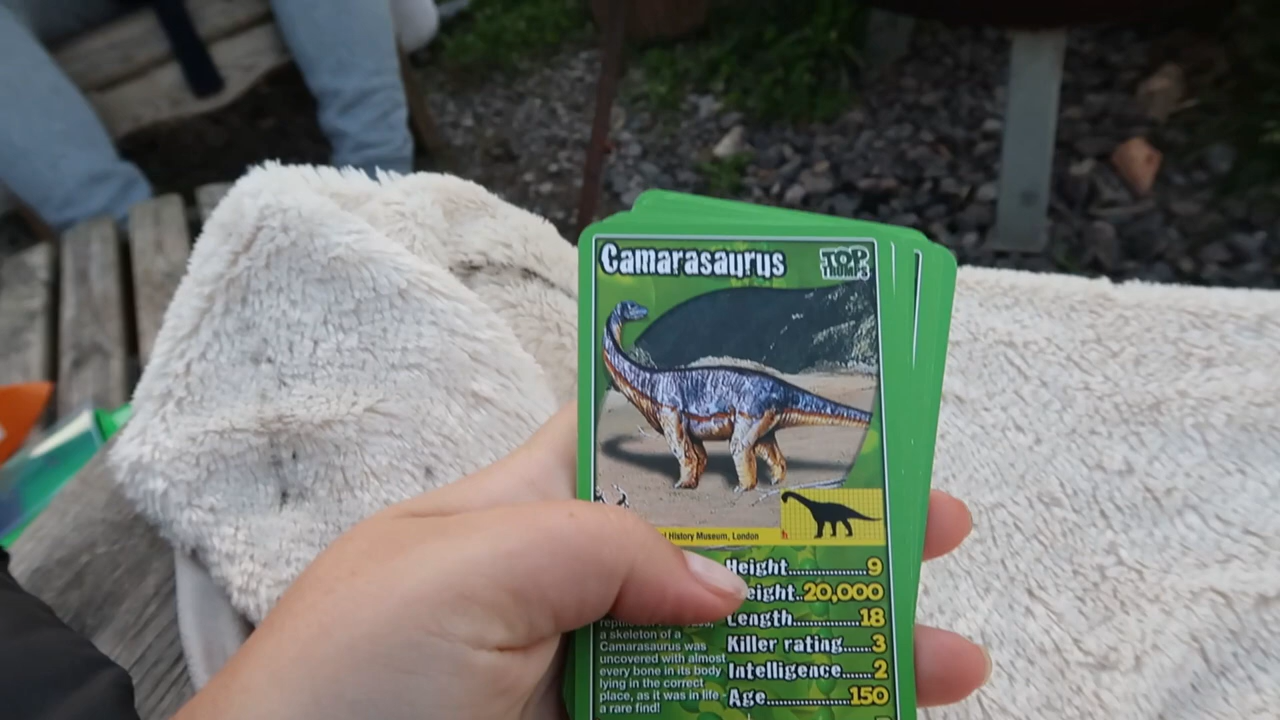 Camarasaurus
TOP
TRUMPS
History Museum, London
Height..................9
eight..20,000
Length...............18
Killer rating......3
Intelligence......2
Age...............150
a skeleton of a
Camarasaurus was
uncovered with almost
every bone in its body
lying in the correct
place, as it was in life -
a rare find!